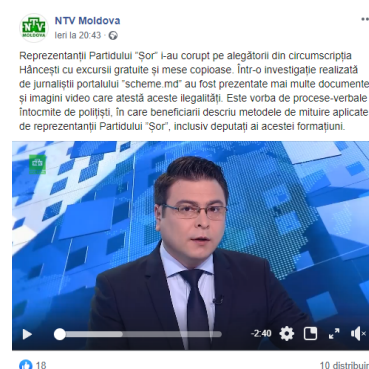 NTV Moldova
Ieri la 20:43 ·
Reprezentanții Partidului "Șor" i-au corupt pe alegătorii din circumscripția
Hâncești cu excursii gratuite și mese copioase. Într-o investigație realizată
de jurnaliștii portalului "scheme.md" au fost prezentate mai multe documente
și imagini video care atestă aceste ilegalități. Este vorba de procese-verbale
întocmite de polițiști, în care beneficiarii descriu metodele de mituire aplicate
de reprezentanții Partidului "Șor", inclusiv deputați ai acestei formațiuni.
-2:40
18
10 distribuir